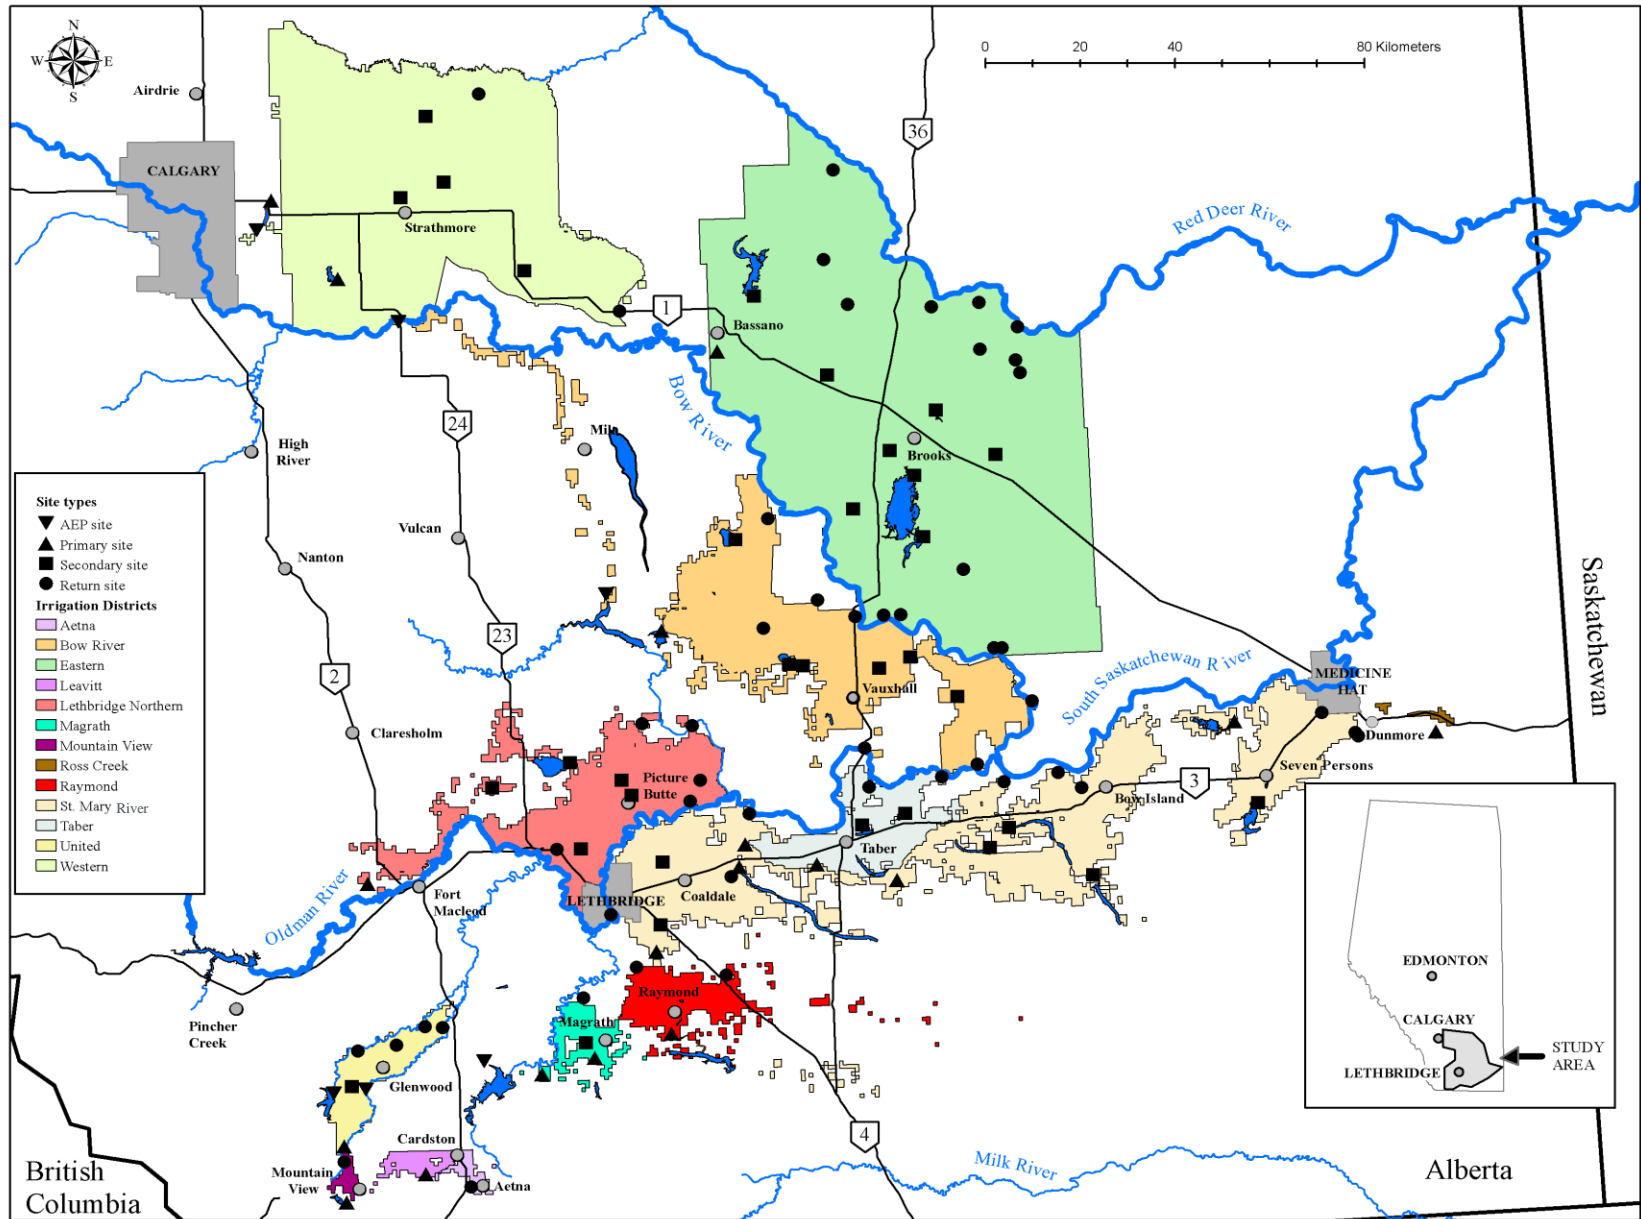 N
W
E
S
0
20
40
80 Kilometers
Airdrie
CALGARY
36
Strathmore
Red Deer River
1
Bassano
Bow River
24
Milo
High
River
Brooks
Site types
AEP site
Primary site
Secondary site
Return site
Irrigation Districts
Aetna
Bow River
Eastern
Leavitt
Lethbridge Northern
Magrath
Mountain View
Ross Creek
Raymond
St. Mary River
Taber
United
Western
Vulcan
Nanton
Saskatchewan
23
2
South Saskatchewan River
MEDICINE
HAT
Vauxhall
Claresholm
Dunmore
Seven Persons
Picture
Butte
3
Bow Island
Taber
Oldman River
Fort
Macleod
LETHBRIDGE
Coaldale
Raymond
Magrath
Pincher
Creek
EDMONTON
CALGARY
LETHBRIDGE
STUDY
AREA
Glenwood
Cardston
4
Mountain
View
Aetna
Milk River
British
Columbia
Alberta